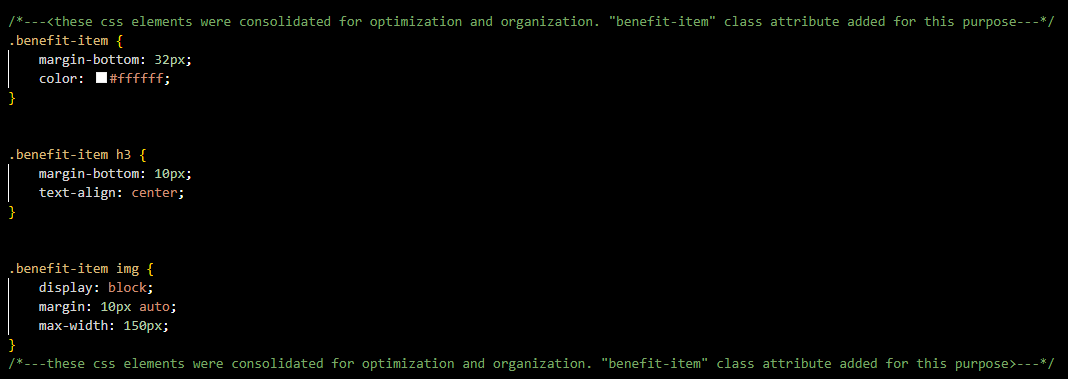 /*---<these css elements were consolidated for optimization and organization. "benefit-item" class attribute added for this purpose---*/
.benefit-item {
margin-bottom: 32px;
color: #ffffff;
}
.benefit-item h3 {
margin-bottom: 10px;
text-align: center;
}
.benefit-item img {
display: block;
margin: 10px auto;
max-width: 150px;
}
/*---these css elements were consolidated for optimization and organization. "benefit-item" class attribute added for this purpose>---*/